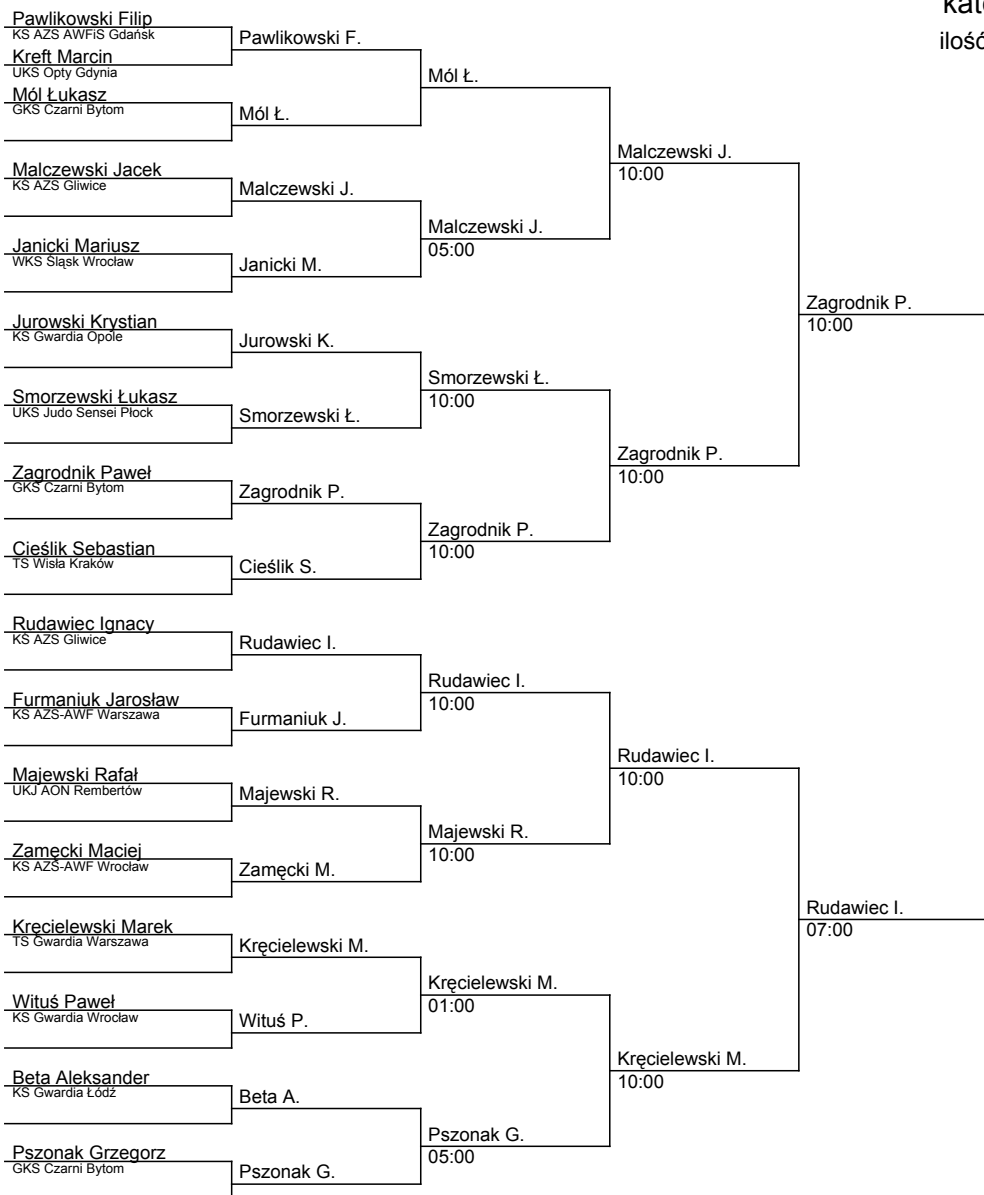 kate
ilość
Pawlikowski Filip
KS AZS AWFiS Gdańsk
Kreft Marcin
UKS Opty Gdynia
Mól Łukasz
GKS Czarni Bytom
Malczewski Jacek
KS AZS Gliwice
Janicki Mariusz
WKS Śląsk Wrocław
Jurowski Krystian
KS Gwardia Opole
Smorzewski Łukasz
UKS Judo Sensei Płock
Zagrodnik Paweł
GKS Czarni Bytom
Cieślik Sebastian
TS Wisła Kraków
Rudawiec Ignacy
KS AZS Gliwice
Furmaniuk Jarosław
KS AZS-AWF Warszawa
Majewski Rafał
UKJ AON Rembertów
Zamęcki Maciej
KS AZS-AWF Wrocław
Kręcielewski Marek
TS Gwardia Warszawa
Wituś Paweł
KS Gwardia Wrocław
Beta Aleksander
KS Gwardia Łódź
Pszonak Grzegorz
GKS Czarni Bytom
Pawlikowski F.
Mól Ł.
Malczewski J.
Janicki M.
Jurowski K.
Smorzewski Ł.
Zagrodnik P.
Cieślik S.
Rudawiec I.
Furmaniuk J.
Majewski R.
Zamęcki M.
Kręcielewski M.
Wituś P.
Beta A.
Pszonak G.
Mól Ł.
Malczewski J.
05:00
Smorzewski Ł.
10:00
Zagrodnik P.
10:00
Rudawiec I.
10:00
Majewski R.
10:00
Kręcielewski M.
01:00
Pszonak G.
05:00
Malczewski J.
10:00
Zagrodnik P.
10:00
Rudawiec I.
10:00
Kręcielewski M.
10:00
Zagrodnik P.
10:00
Rudawiec I.
07:00